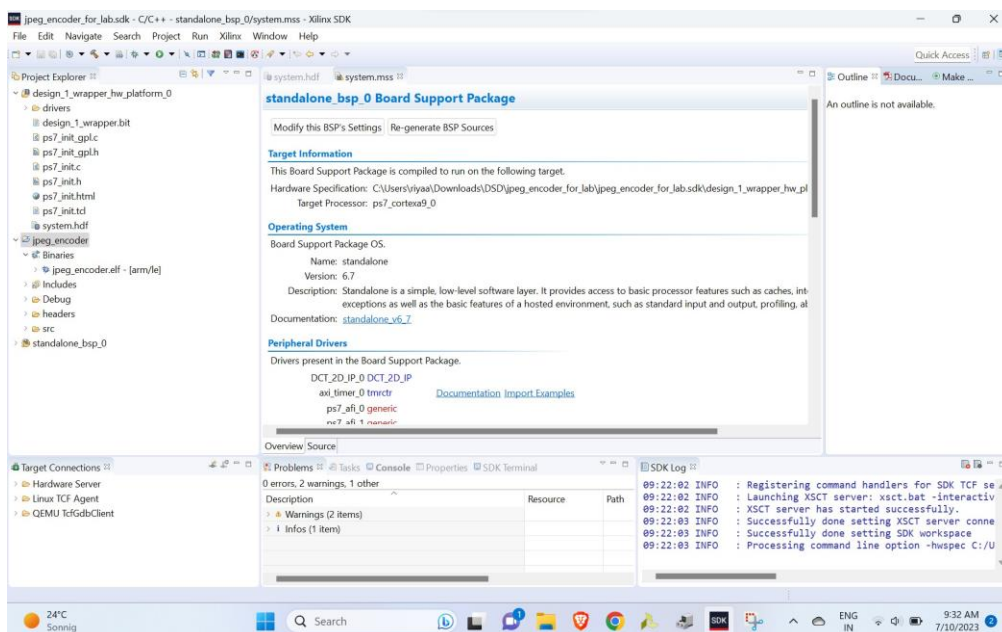 jpeg_encoder_for_lab.sdk - C/C++ - standalone_bsp_0/system.mss - Xilinx SDK
File Edit Navigate Search Project Run Xilinx Window Help
Quick Access
Project Explorer
design_1_wrapper_hw_platform_0
drivers
design_1_wrapper.bit
ps7_init_gpl.c
ps7_init_gpl.h
ps7_init.c
ps7_init.h
ps7_init.html
ps7_init.tcl
system.hdf
jpeg_encoder
Binaries
jpeg_encoder.elf - [arm/le]
Includes
Debug
headers
src
standalone_bsp_0
system.hdf system.mss
standalone_bsp_0 Board Support Package
Modify this BSP's Settings Re-generate BSP Sources
Target Information
This Board Support Package is compiled to run on the following target.
Hardware Specification: C:\Users\riyaa\Downloads\DSD\jpeg_encoder_for_lab\jpeg_encoder_for_lab.sdk\design_1_wrapper_hw_pl
Target Processor: ps7_cortexa9_0
Operating System
Board Support Package OS.
Name: standalone
Version: 6.7
Description: Standalone is a simple, low-level software layer. It provides access to basic processor features such as caches, int
exceptions as well as the basic features of a hosted environment, such as standard input and output, profiling, al
Documentation: standalone_v6_7
Peripheral Drivers
Drivers present in the Board Support Package.
DCT_2D_IP_0 DCT_2D_IP
axi_timer_0 tmrctr Documentation Import Examples
ps7_afi_0 generic
ps7_afi_1 generic
Overview Source
Outline Docu... Make ...
An outline is not available.
Target Connections
Hardware Server
Linux TCF Agent
QEMU TcfGdbClient
Problems Tasks Console Properties SDK Terminal
0 errors, 2 warnings, 1 other
Description Resource Path
Warnings (2 items)
Infos (1 item)
SDK Log
09:22:02 INFO : Registering command handlers for SDK TCF se
09:22:02 INFO : Launching XSCT server: xsct.bat -interactiv
09:22:02 INFO : XSCT server has started successfully.
09:22:03 INFO : Successfully done setting XSCT server conne
09:22:03 INFO : Successfully done setting SDK workspace
09:22:03 INFO : Processing command line option -hwspec C:/U
24°C
Sonnig
Search
SDK
ENG
IN
9:32 AM
7/10/2023
2